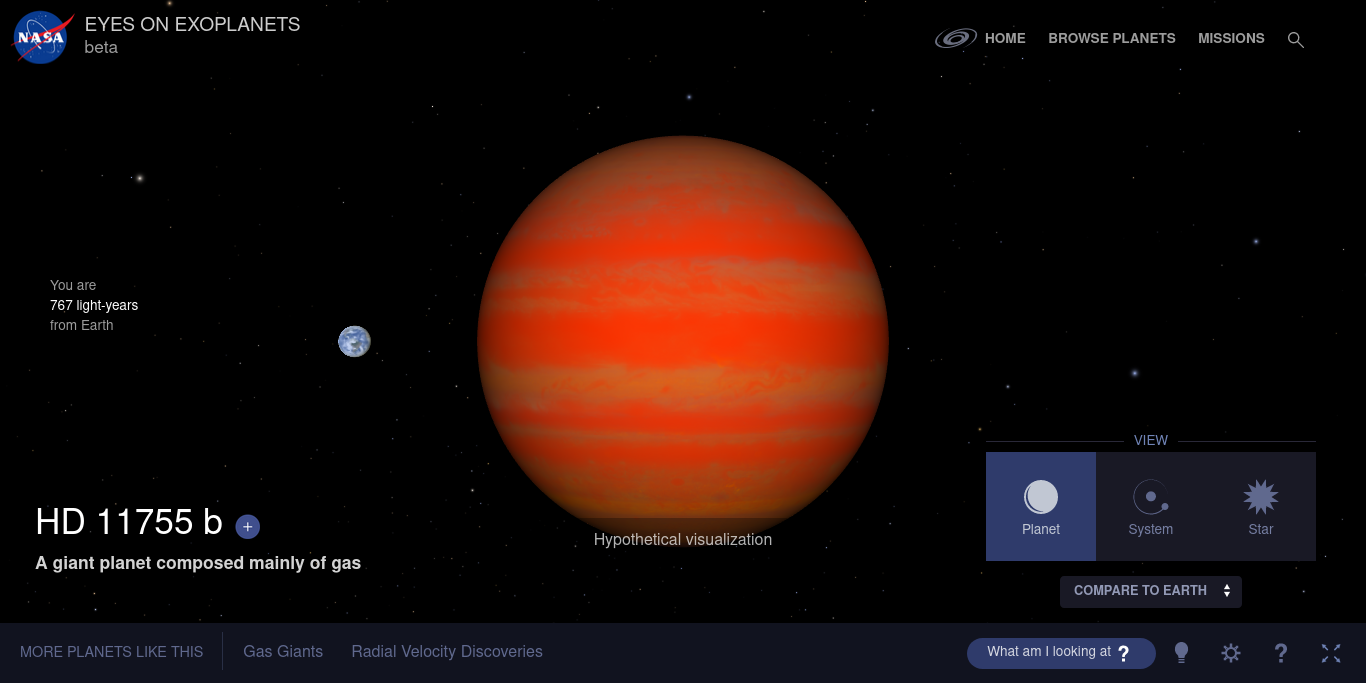 NASA
EYES ON EXOPLANETS
beta
HOME
BROWSE PLANETS
MISSIONS
You are
767 light-years
from Earth
HD 11755 b +
A giant planet composed mainly of gas
Hypothetical visualization
VIEW
Planet
System
Star
COMPARE TO EARTH
MORE PLANETS LIKE THIS
Gas Giants
Radial Velocity Discoveries
What am I looking at ?
?